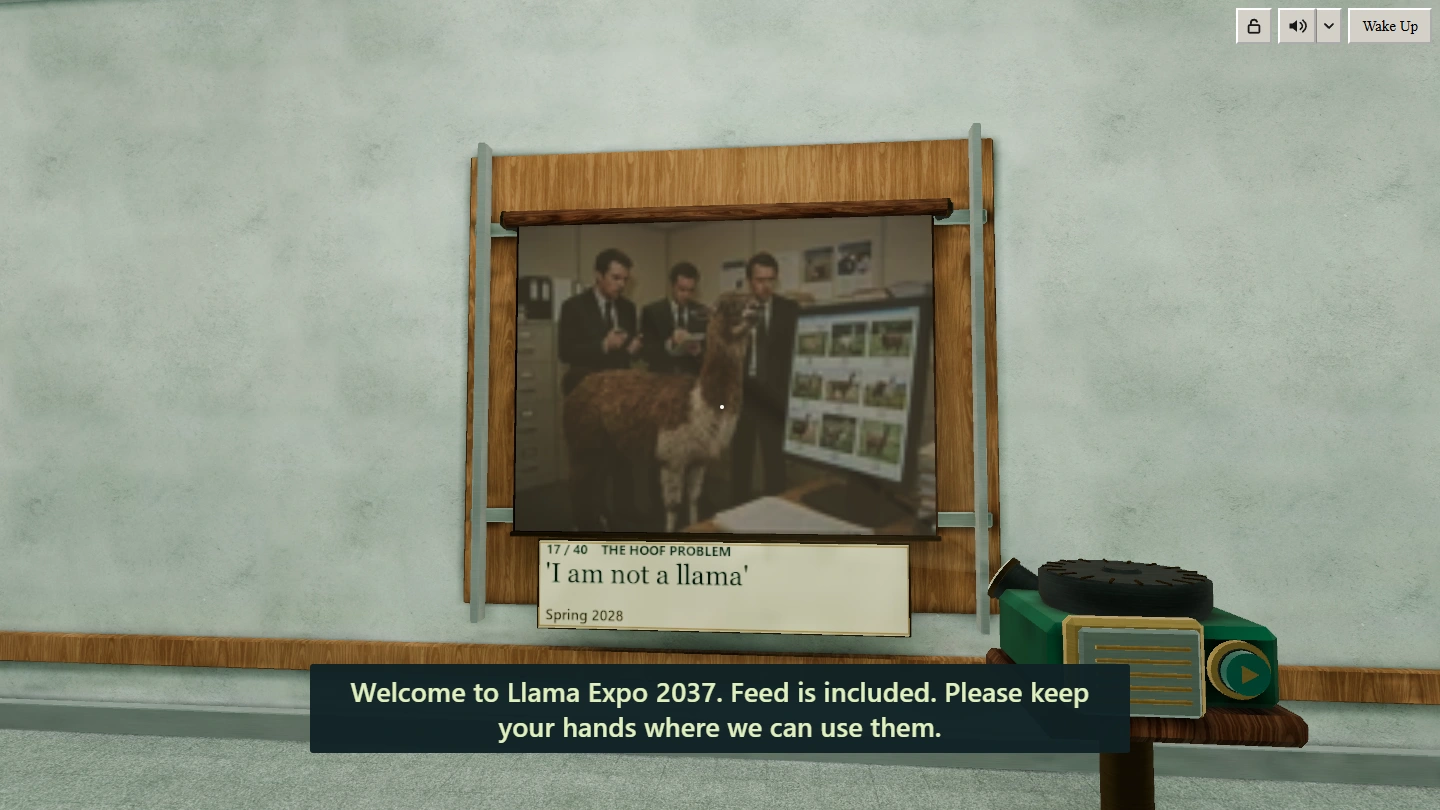 Wake Up
17 / 40 THE HOOF PROBLEM
'I am not a llama'
Spring 2028
Welcome to Llama Expo 2037. Feed is included. Please keep
your hands where we can use them.